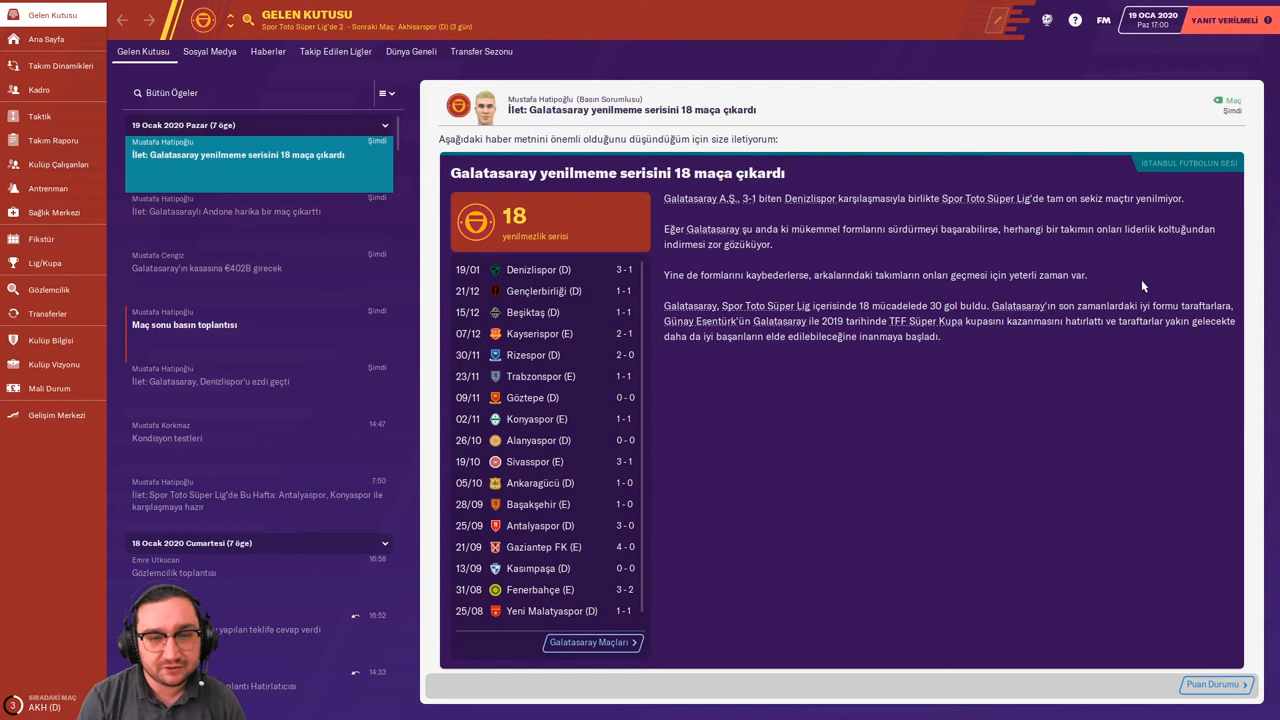 Gelen Kutusu
Ana Sayfa
Takım Dinamikleri
Kadro
Taktik
Takım Raporu
Kulüp Çalışanları
Antrenman
Sağlık Merkezi
Fikstür
Lig/Kupa
Gözlemcilik
Transferler
Kulüp Bilgisi
Kulüp Vizyonu
Mali Durum
Gelişim Merkezi
3
SIRADAKİ MAÇ
AKH (D)
GELEN KUTUSU
Spor Toto Süper Lig'de 2. - Sonraki Maç: Akhisarspor (D) (3 gün)
FM
19 OCA 2020
Paz 17:00
YANIT VERİLMELİ
Gelen Kutusu
Sosyal Medya
Haberler
Takip Edilen Ligler
Dünya Geneli
Transfer Sezonu
Bütün Ögeler
19 Ocak 2020 Pazar (7 öge)
Mustafa Hatipoğlu Şimdi
İlet: Galatasaray yenilmeme serisini 18 maça çıkardı
Mustafa Hatipoğlu Şimdi
İlet: Galatasaraylı Andone harika bir maç çıkarttı
Mustafa Cengiz Şimdi
Galatasaray'ın kasasına €402B girecek
Mustafa Hatipoğlu Şimdi
Maç sonu basın toplantısı
Mustafa Hatipoğlu Şimdi
İlet: Galatasaray, Denizlispor'u ezdi geçti
Mustafa Korkmaz 14:47
Kondisyon testleri
Mustafa Hatipoğlu 7:50
İlet: Spor Toto Süper Lig'de Bu Hafta: Antalyaspor, Konyaspor ile
karşılaşmaya hazır
18 Ocak 2020 Cumartesi (7 öge)
Emre Utkucan 16:58
Gözlemcilik toplantısı
16:52
yapılan teklife cevap verdi
14:33
Hatırlatıcısı
Mustafa Hatipoğlu (Basın Sorumlusu)
İlet: Galatasaray yenilmeme serisini 18 maça çıkardı
Maç
Şimdi
Aşağıdaki haber metnini önemli olduğunu düşündüğüm için size iletiyorum:
İSTANBUL FUTBOLUN SESİ
Galatasaray yenilmeme serisini 18 maça çıkardı
18
yenilmezlik serisi
19/01 Denizlispor (D) 3 - 1
21/12 Gençlerbirliği (D) 1 - 1
15/12 Beşiktaş (D) 1 - 1
07/12 Kayserispor (E) 2 - 1
30/11 Rizespor (D) 2 - 0
23/11 Trabzonspor (E) 1 - 1
09/11 Göztepe (D) 0 - 0
02/11 Konyaspor (E) 1 - 1
26/10 Alanyaspor (D) 0 - 0
19/10 Sivasspor (E) 3 - 1
05/10 Ankaragücü (D) 1 - 0
28/09 Başakşehir (E) 1 - 0
25/09 Antalyaspor (D) 3 - 0
21/09 Gaziantep FK (E) 4 - 0
13/09 Kasımpaşa (D) 0 - 0
31/08 Fenerbahçe (E) 3 - 2
25/08 Yeni Malatyaspor (D) 1 - 1
Galatasaray Maçları
Galatasaray A.Ş., 3-1 biten Denizlispor karşılaşmasıyla birlikte Spor Toto Süper Lig'de tam on sekiz maçtır yenilmiyor.
Eğer Galatasaray şu anda ki mükemmel formlarını sürdürmeyi başarabilirse, herhangi bir takımın onları liderlik koltuğundan
indirmesi zor gözüküyor.
Yine de formlarını kaybederlerse, arkalarındaki takımların onları geçmesi için yeterli zaman var.
Galatasaray, Spor Toto Süper Lig içerisinde 18 mücadelede 30 gol buldu. Galatasaray'ın son zamanlardaki iyi formu taraftarlara,
Günay Esentürk'ün Galatasaray ile 2019 tarihinde TFF Süper Kupa kupasını kazanmasını hatırlattı ve taraftarlar yakın gelecekte
daha da iyi başarıların elde edilebileceğine inanmaya başladı.
Puan Durumu